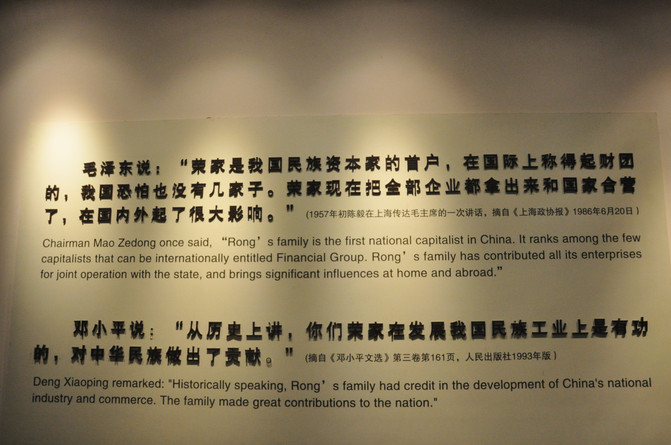 毛泽东说：“荣家是我国民族资本家的首户，在国际上称得起财团
的，我国恐怕也没有几家子。荣家现在把全部企业都拿出来和国家合营
了，在国内外起了很大影响。”（1957年初陈毅在上海传达毛主席的一次讲话，摘自《上海政协报》1986年6月20日）
Chairman Mao Zedong once said, “Rong’s family is the first national capitalist in China. It ranks among the few
capitalists that can be internationally entitled Financial Group. Rong’s family has contributed all its enterprises
for joint operation with the state, and brings significant influences at home and abroad.”
邓小平说：“从历史上讲，你们荣家在发展我国民族工业上是有功
的，对中华民族做出了贡献。”（摘自《邓小平文选》第三卷第161页，人民出版社1993年版）
Deng Xiaoping remarked: "Historically speaking, Rong’s family had credit in the development of China's national
industry and commerce. The family made great contributions to the nation."